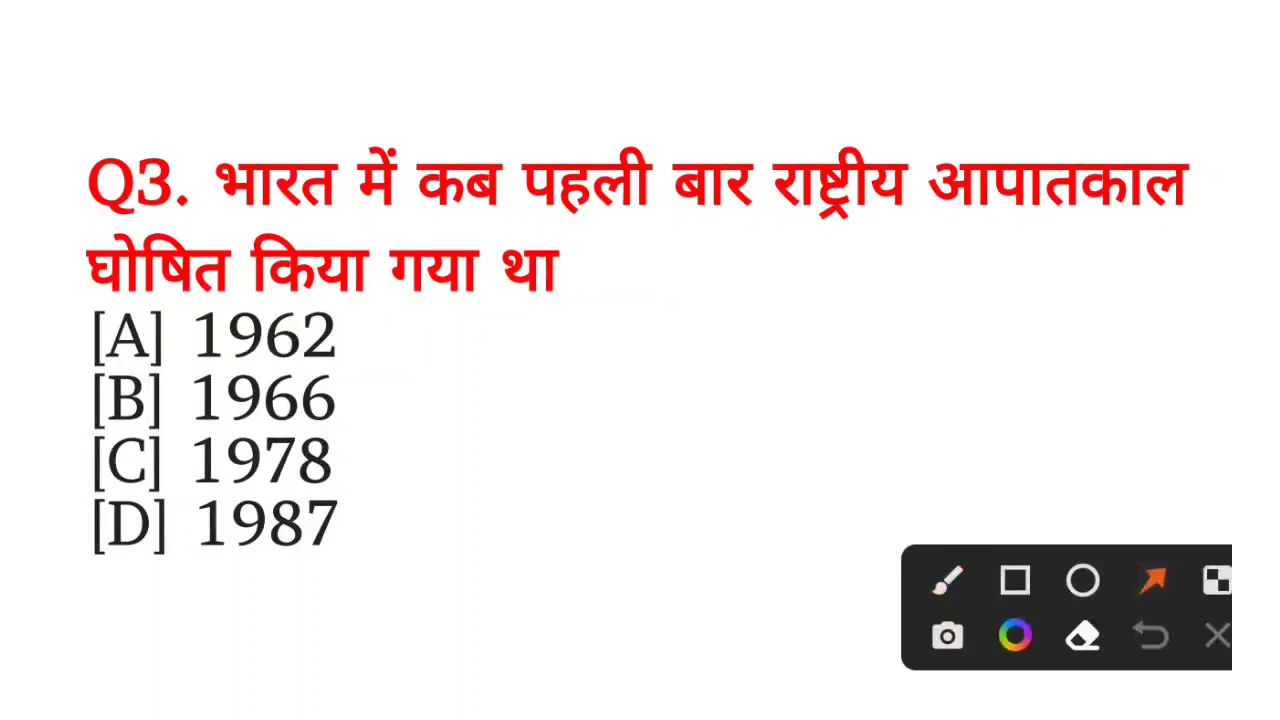 Q3. भारत में कब पहली बार राष्ट्रीय आपातकाल
घोषित किया गया था
[A] 1962
[B] 1966
[C] 1978
[D] 1987